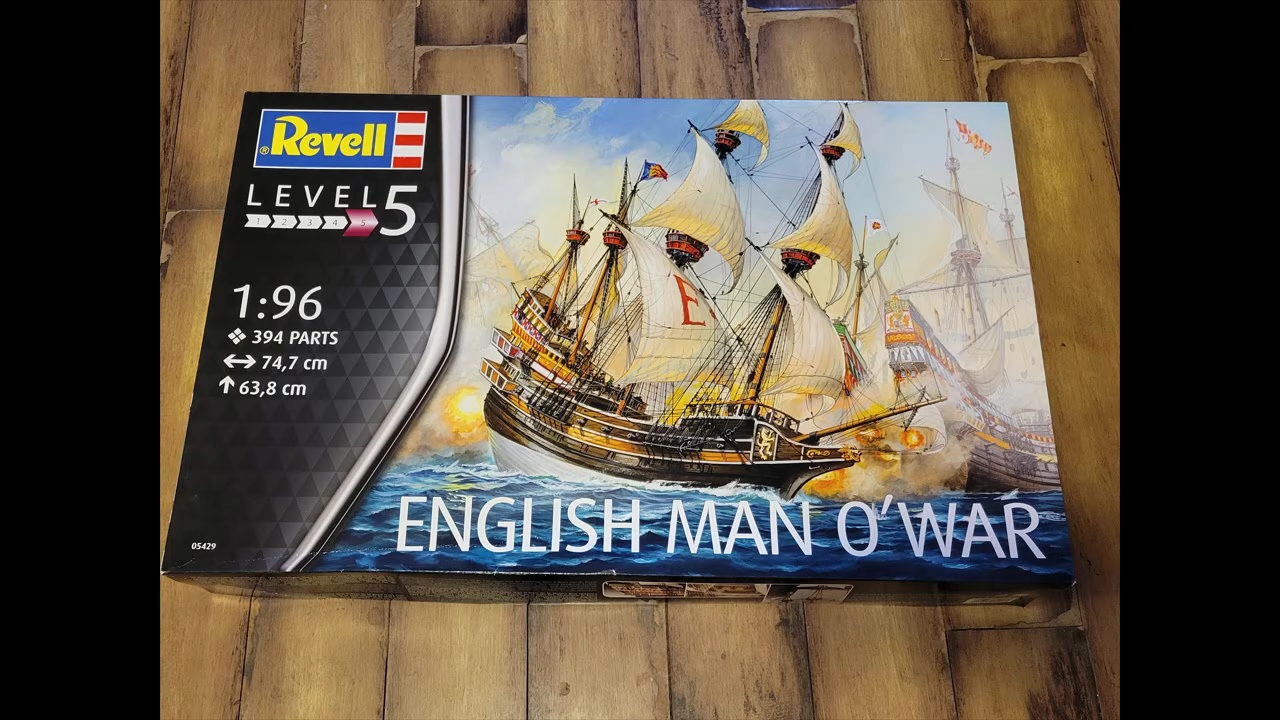 ® Revell
LEVEL 5
1 2 3 4 5
1:96
394 PARTS
74,7 cm
63,8 cm
E
ENGLISH MAN O'WAR
05429